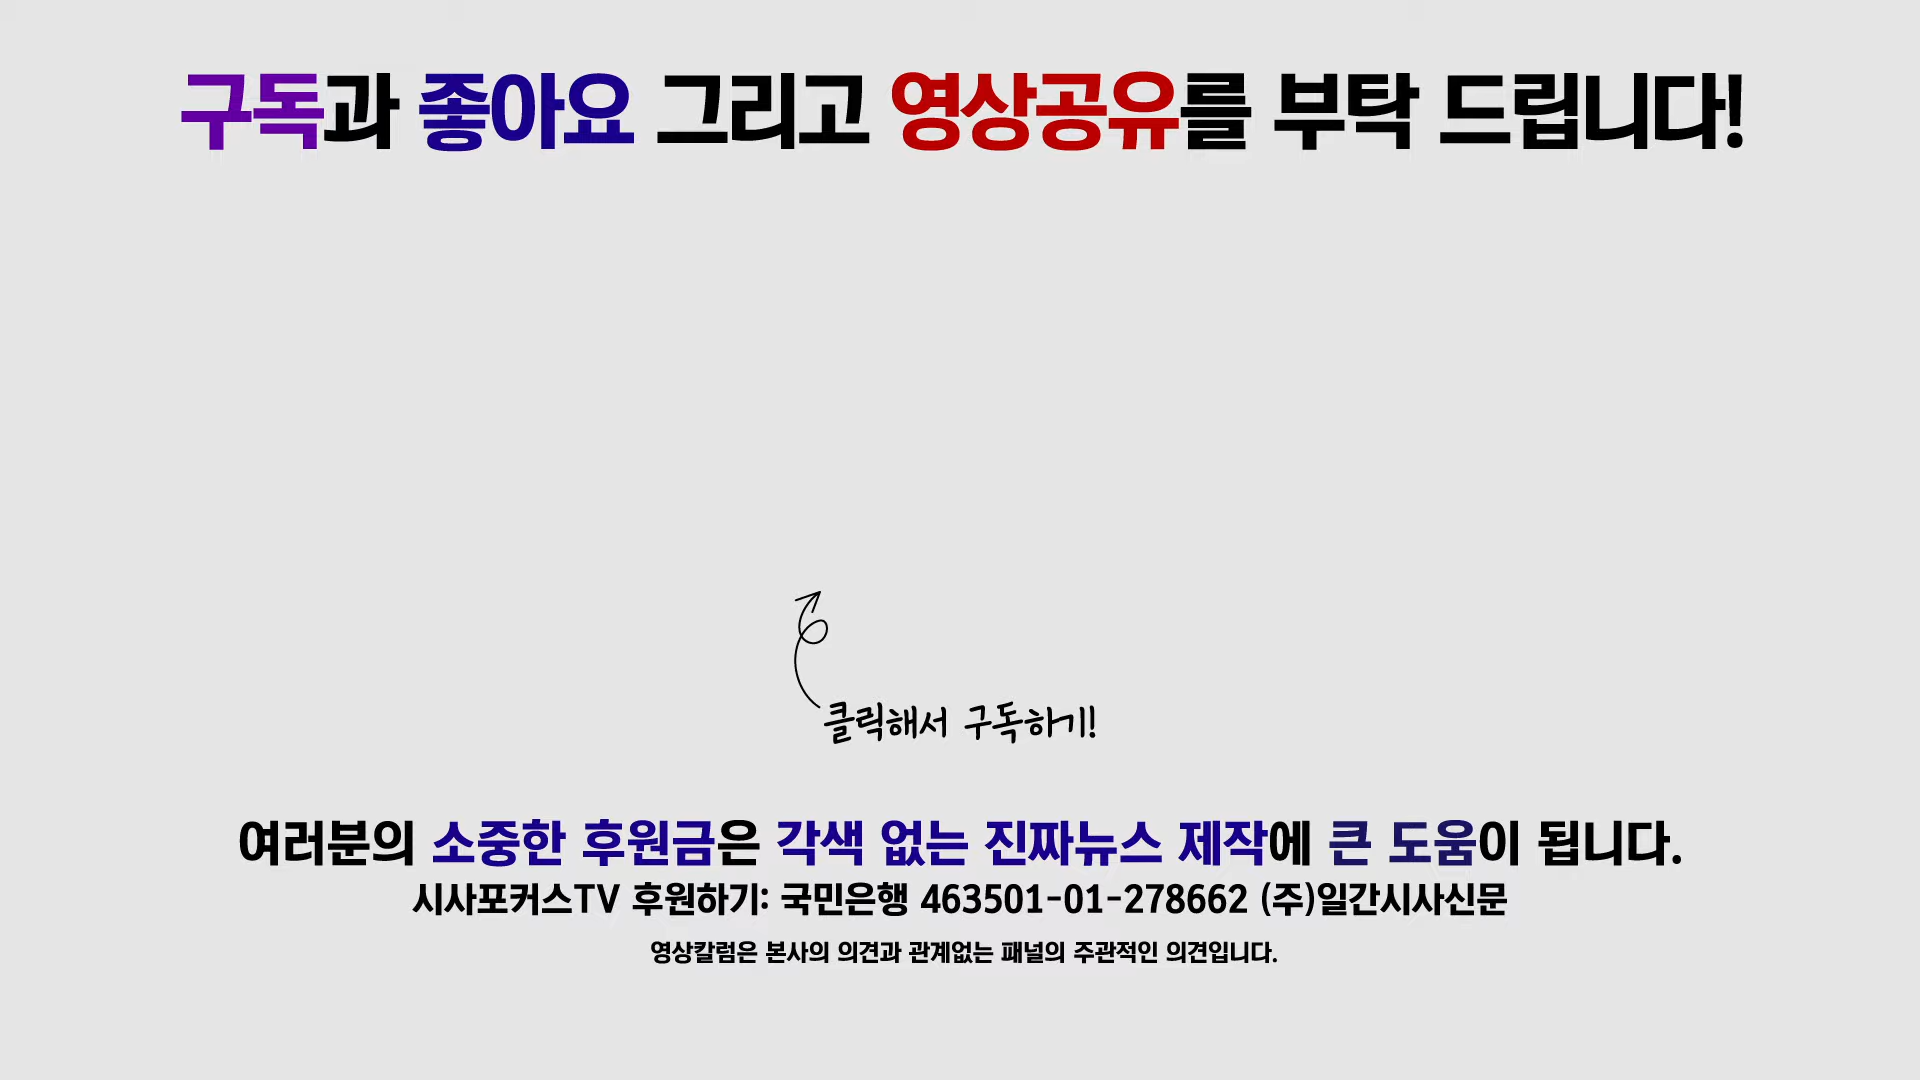 구독과 좋아요 그리고 영상공유를 부탁 드립니다!
클릭해서 구독하기!
여러분의 소중한 후원금은 각색 없는 진짜뉴스 제작에 큰 도움이 됩니다.
시사포커스TV 후원하기: 국민은행 463501-01-278662 (주)일간시사신문
영상칼럼은 본사의 의견과 관계없는 패널의 주관적인 의견입니다.